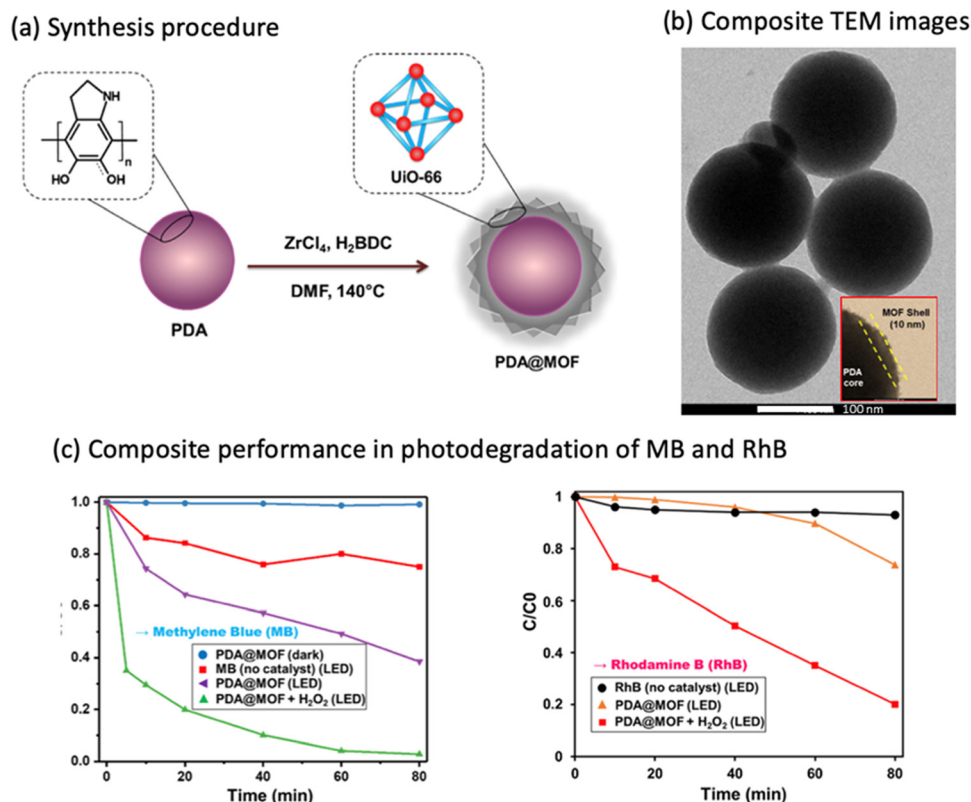 (a) Synthesis procedure
NH
n
HO
OH
PDA
ZrCl₄, H₂BDC
DMF, 140°C
UiO-66
PDA@MOF
(b) Composite TEM images
MOF Shell
(10 nm)
PDA
core
100 nm
(c) Composite performance in photodegradation of MB and RhB
1.0
0.8
0.6
0.4
0.2
0.0
→ Methylene Blue (MB)
PDA@MOF (dark)
MB (no catalyst) (LED)
PDA@MOF (LED)
PDA@MOF + H₂O₂ (LED)
0
20
40
60
80
Time (min)
1
0.8
0.6
0.4
0.2
0
C/C0
→ Rhodamine B (RhB)
RhB (no catalyst) (LED)
PDA@MOF (LED)
PDA@MOF + H₂O₂ (LED)
0
20
40
60
80
Time (min)